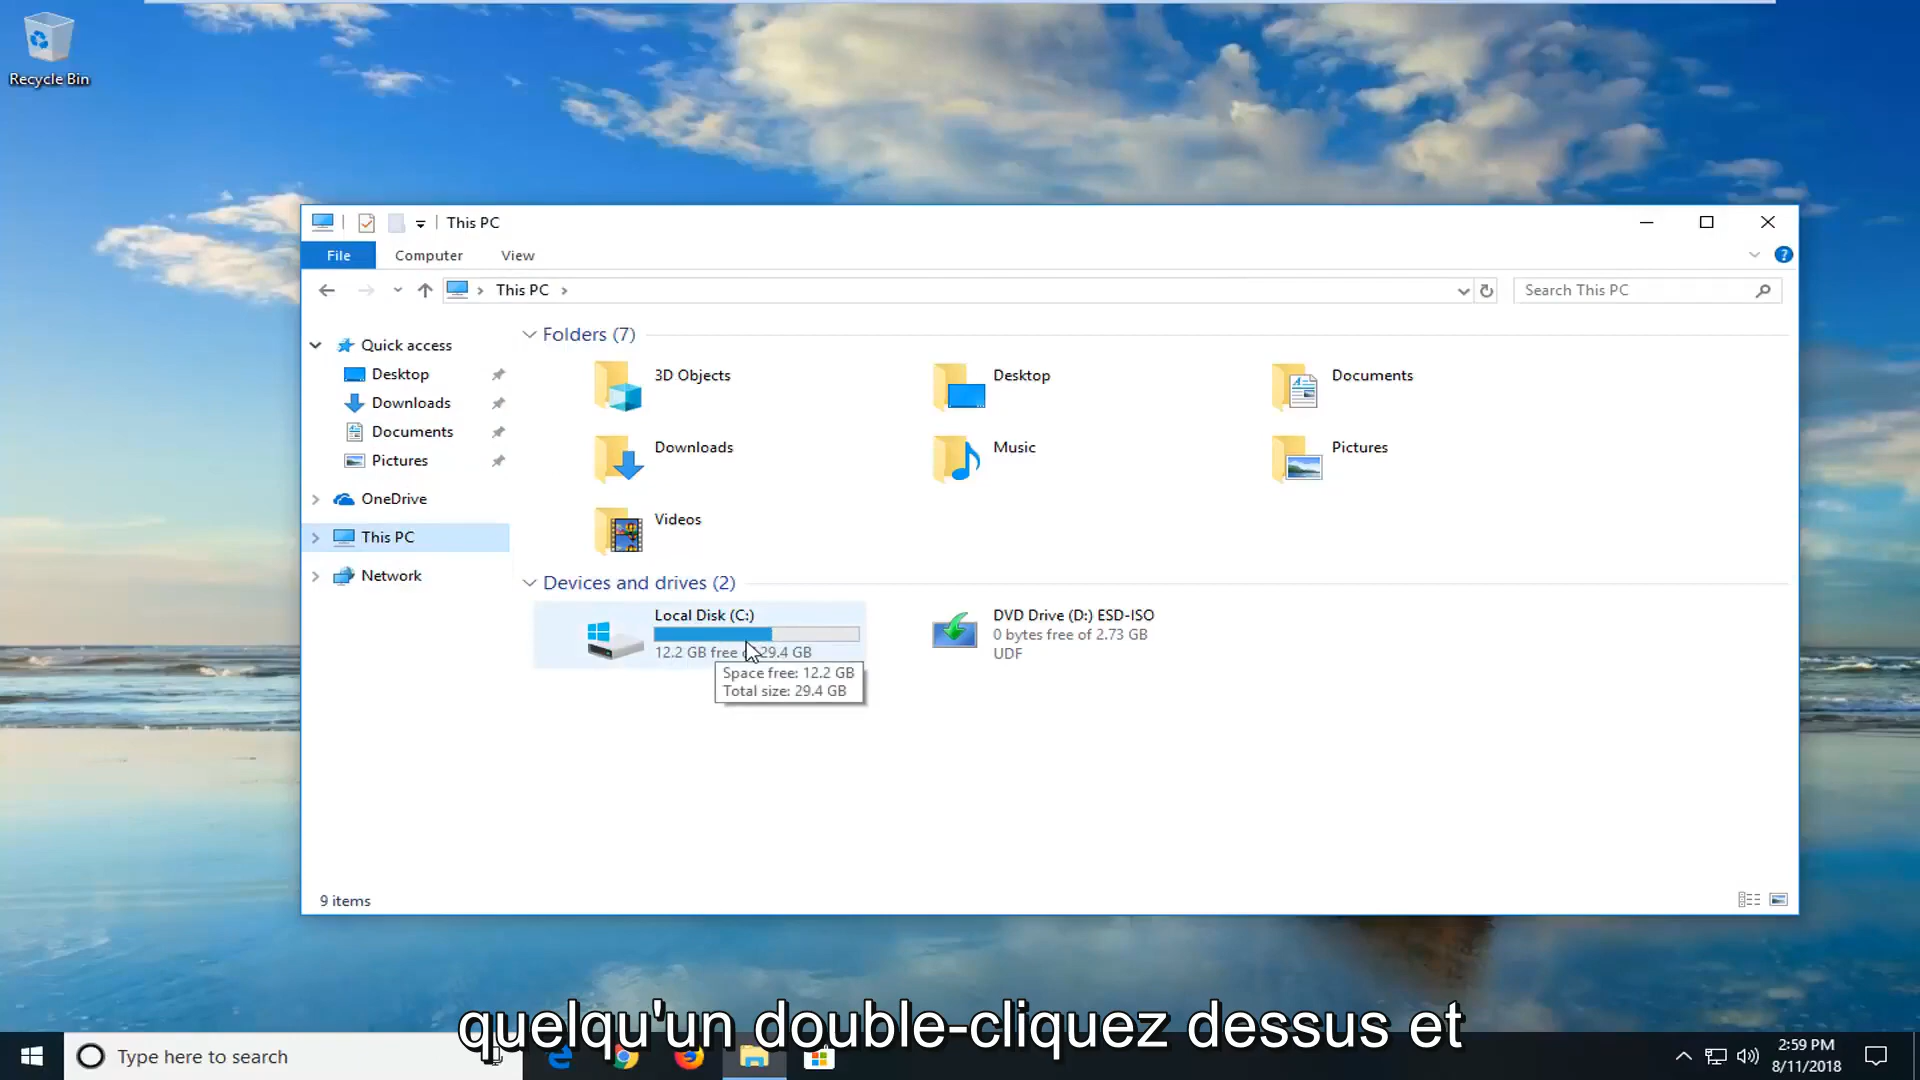 Recycle Bin
This PC
File
Computer
View
This PC
Search This PC
Quick access
Desktop
Downloads
Documents
Pictures
OneDrive
This PC
Network
Folders (7)
3D Objects
Desktop
Documents
Downloads
Music
Pictures
Videos
Devices and drives (2)
Local Disk (C:)
12.2 GB free 29.4 GB
Space free: 12.2 GB
Total size: 29.4 GB
DVD Drive (D:) ESD-ISO
0 bytes free of 2.73 GB
UDF
9 items
quelqu'un double-cliquez dessus et
Type here to search
2:59 PM
8/11/2018